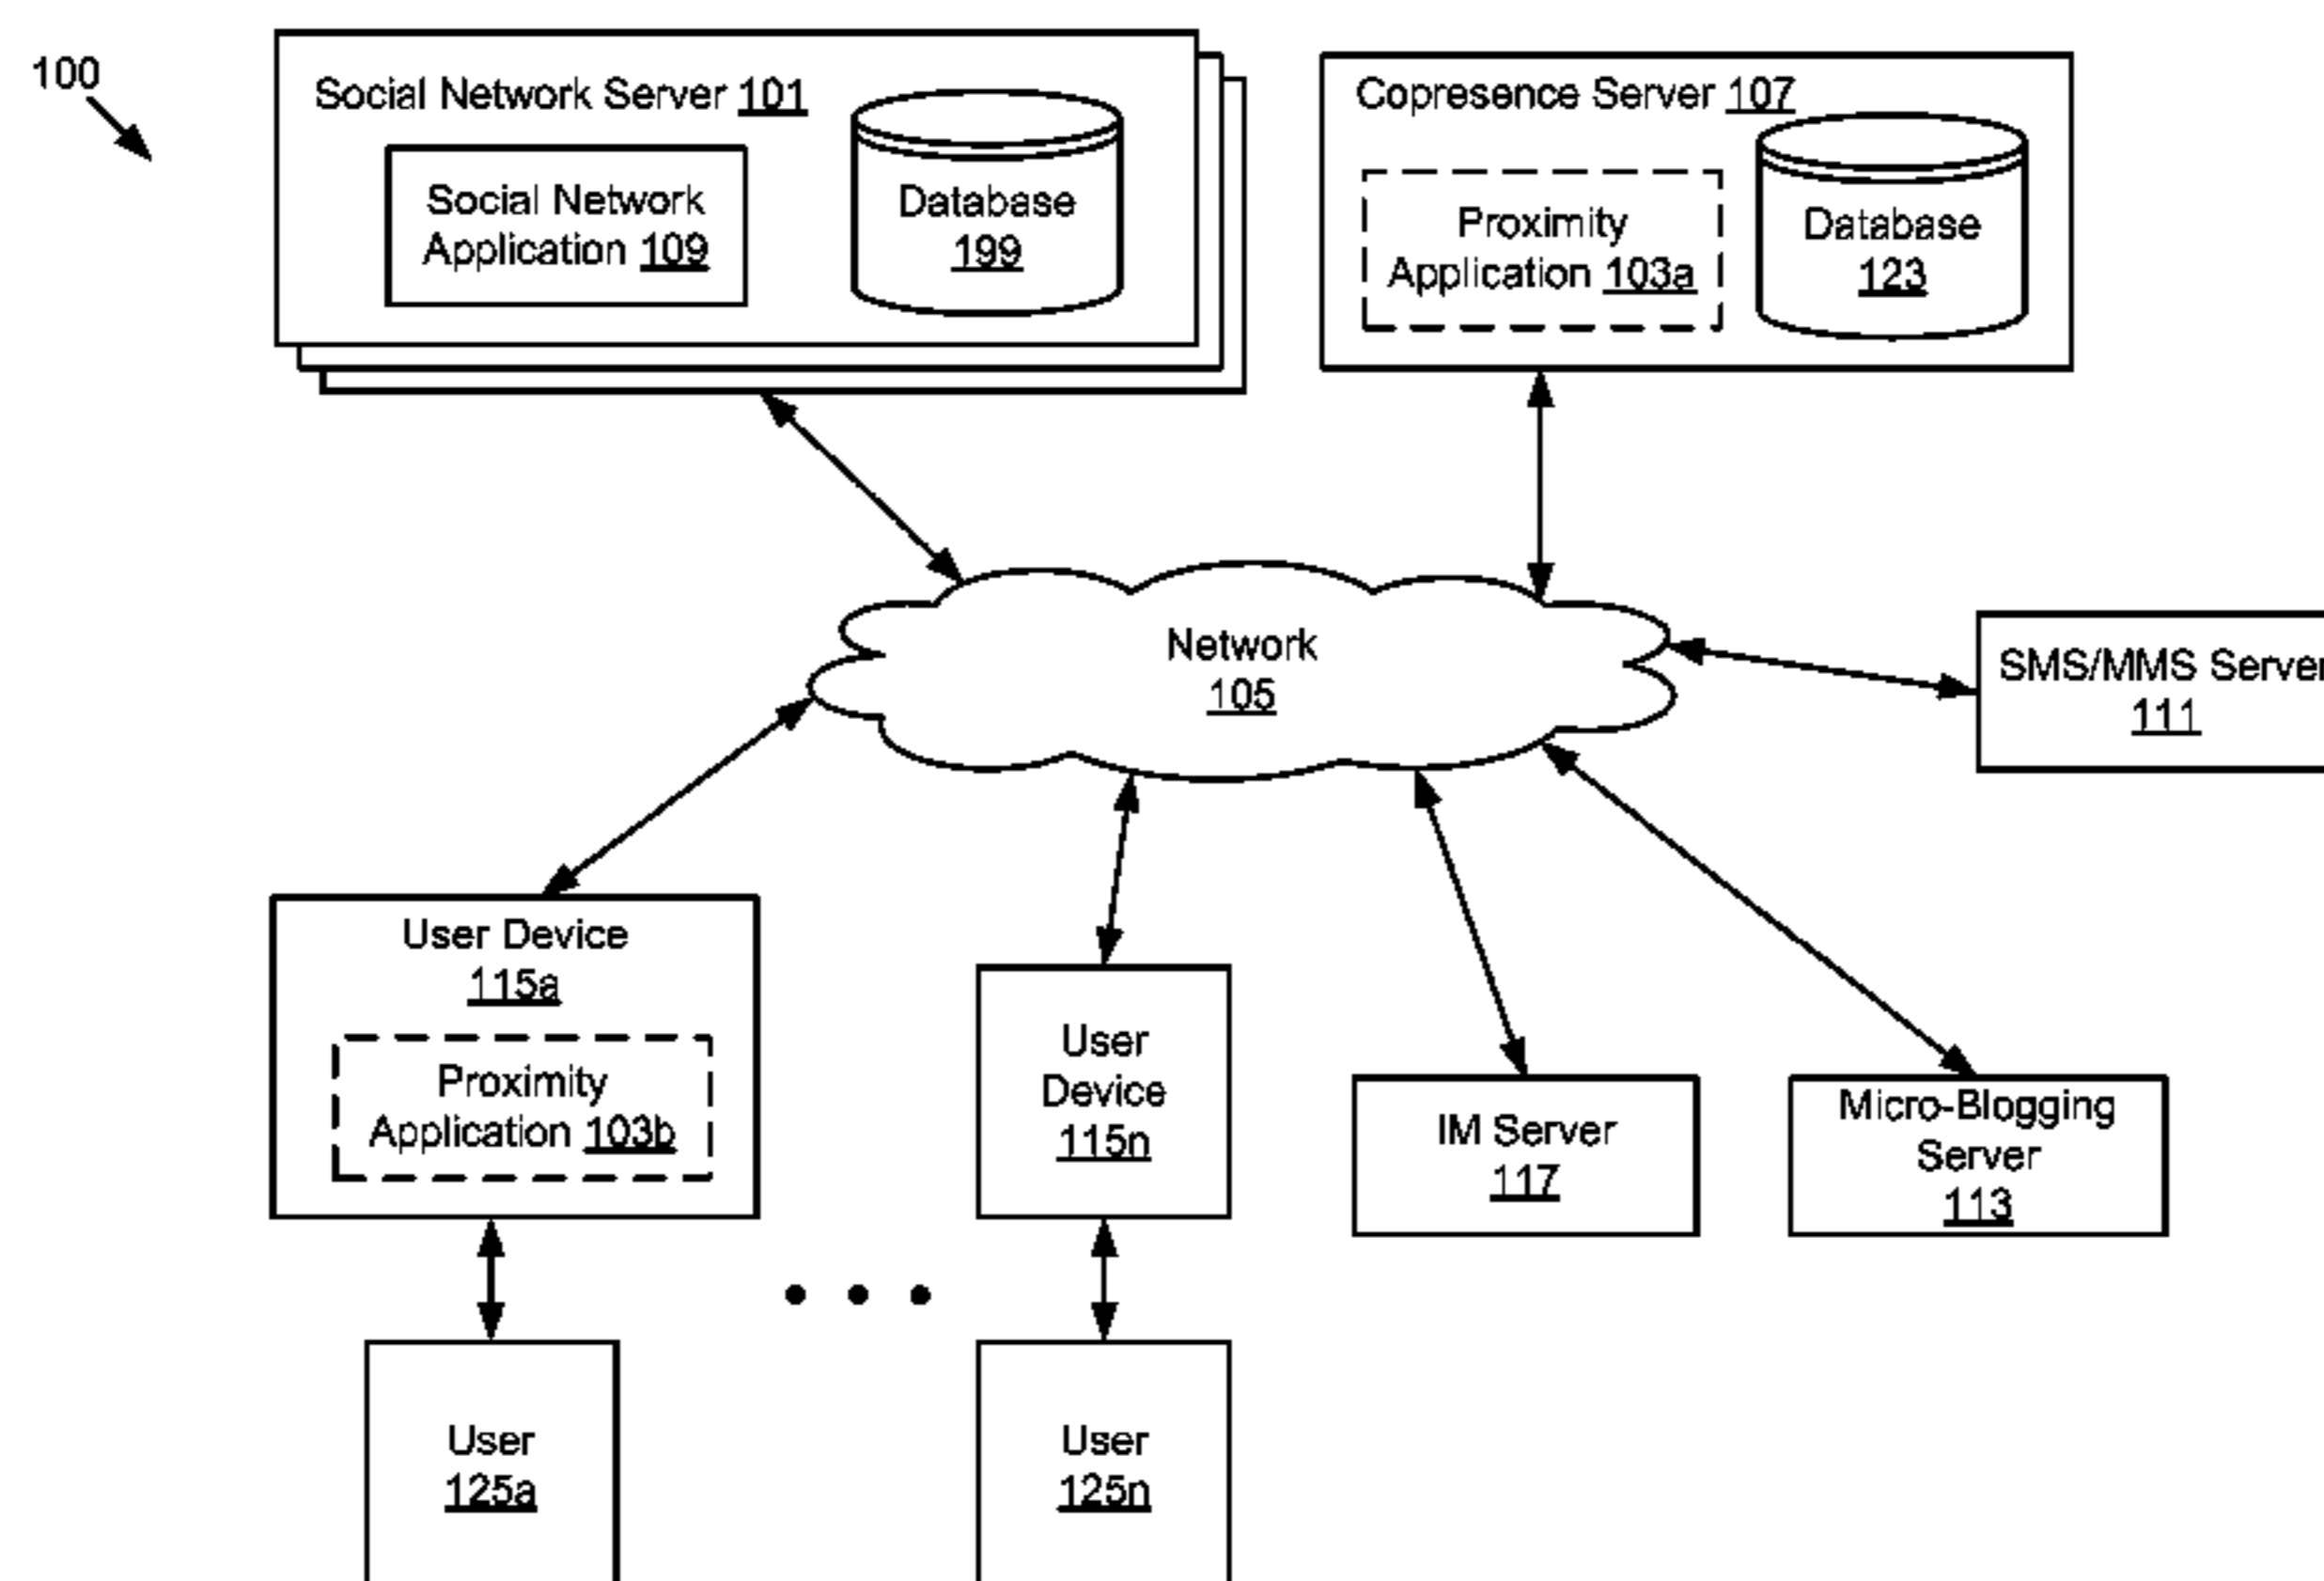 100
Social Network Server 101
Social Network
Application 109
Database
199
Copresence Server 107
Proximity
Application 103a
Database
123
Network
105
SMS/MMS Server
111
User Device
115a
Proximity
Application 103b
User
Device
115n
IM Server
117
Micro-Blogging
Server
113
User
125a
User
125n